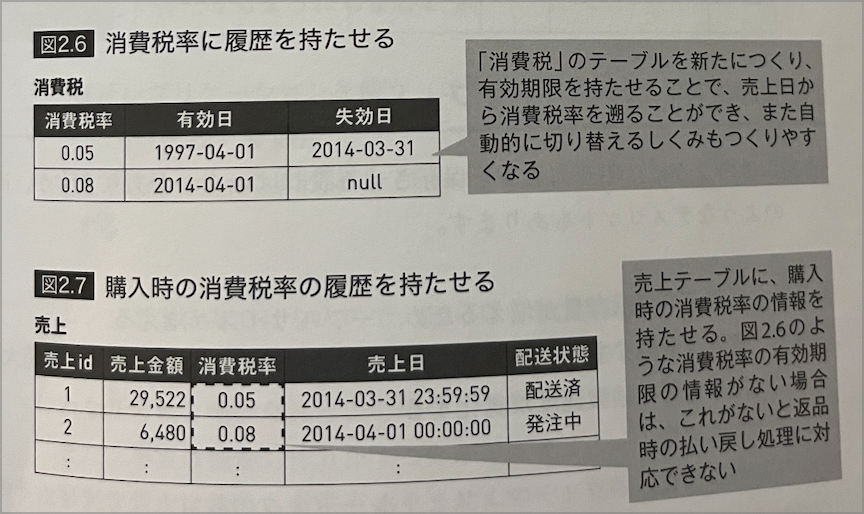 図2.6 消費税率に履歴を持たせる
消費税
消費税率 有効日 失効日
0.05 1997-04-01 2014-03-31
0.08 2014-04-01 null
「消費税」のテーブルを新たにつくり、
有効期限を持たせることで、売上日か
ら消費税率を遡ることができ、また自
動的に切り替えるしくみもつくりやす
くなる
図2.7 購入時の消費税率の履歴を持たせる
売上
売上id 売上金額 消費税率 売上日 配送状態
1 29,522 0.05 2014-03-31 23:59:59 配送済
2 6,480 0.08 2014-04-01 00:00:00 発注中
: : : :
売上テーブルに、購入
時の消費税率の情報を
持たせる。図2.6のよ
うな消費税率の有効期
限の情報がない場合
は、これがないと返品
時の払い戻し処理に対
応できない